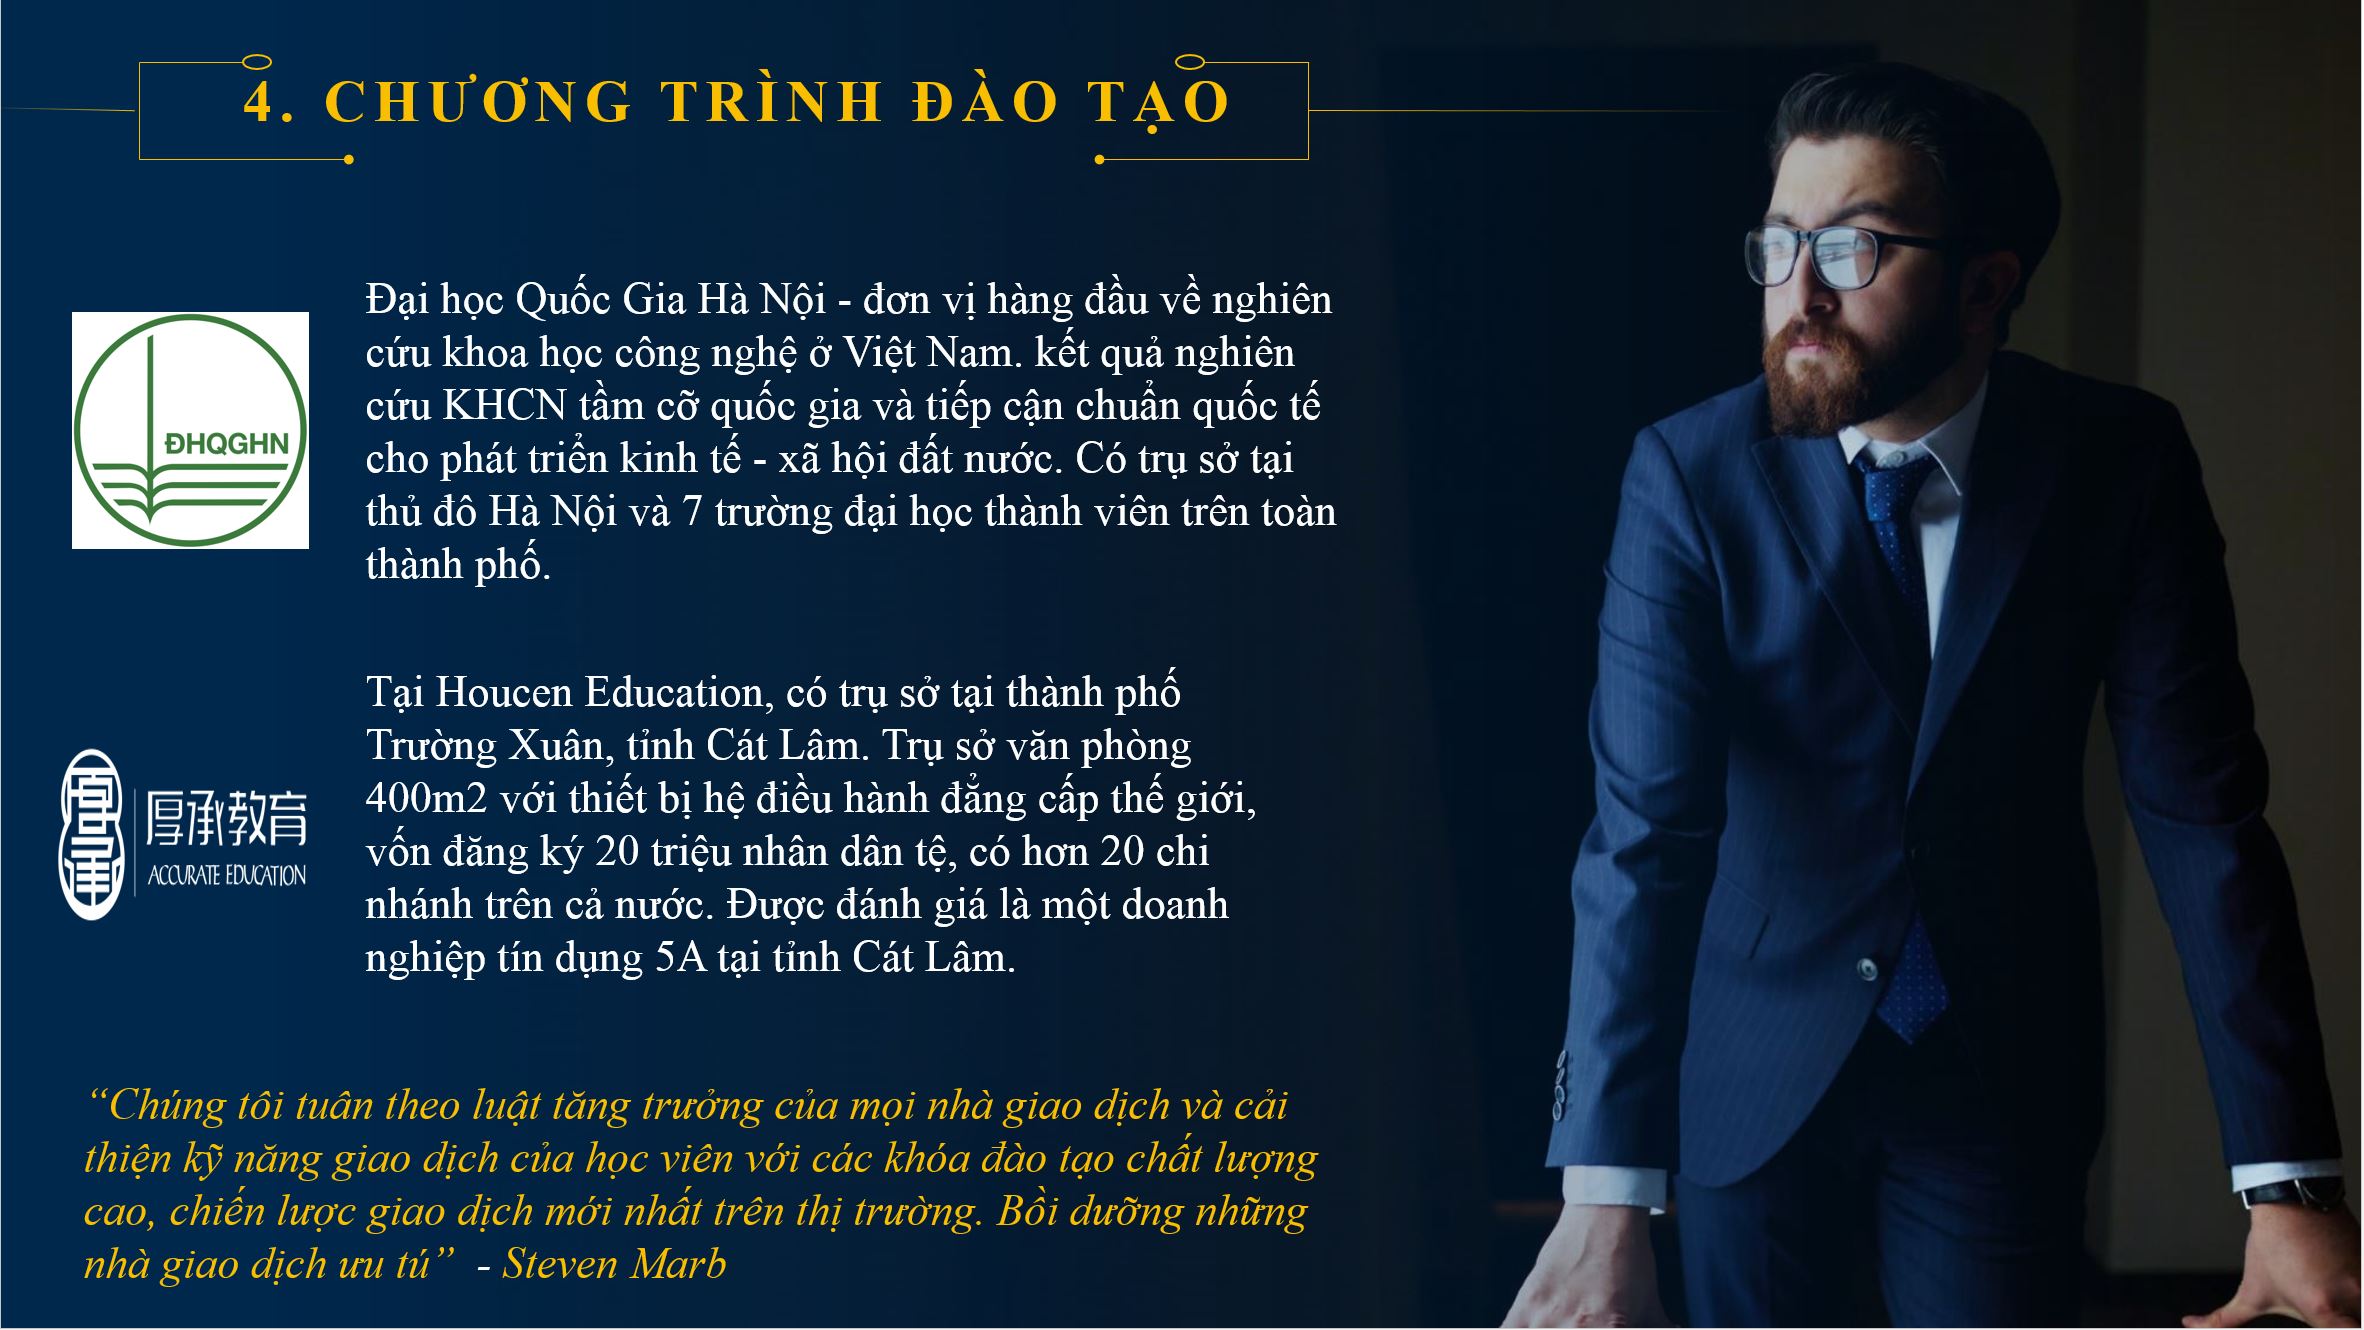 4. CHƯƠNG TRÌNH ĐÀO TẠO
Đại học Quốc Gia Hà Nội - đơn vị hàng đầu về nghiên
cứu khoa học công nghệ ở Việt Nam. kết quả nghiên
cứu KHCN tầm cỡ quốc gia và tiếp cận chuẩn quốc tế
cho phát triển kinh tế - xã hội đất nước. Có trụ sở tại
thủ đô Hà Nội và 7 trường đại học thành viên trên toàn
thành phố.
ĐHQGHN
Tại Houcen Education, có trụ sở tại thành phố
Trường Xuân, tỉnh Cát Lâm. Trụ sở văn phòng
400m2 với thiết bị hệ điều hành đẳng cấp thế giới,
vốn đăng ký 20 triệu nhân dân tệ, có hơn 20 chi
nhánh trên cả nước. Được đánh giá là một doanh
nghiệp tín dụng 5A tại tỉnh Cát Lâm.
厚承教育
ACCURATE EDUCATION
“Chúng tôi tuân theo luật tăng trưởng của mọi nhà giao dịch và cải
thiện kỹ năng giao dịch của học viên với các khóa đào tạo chất lượng
cao, chiến lược giao dịch mới nhất trên thị trường. Bồi dưỡng những
nhà giao dịch ưu tú” - Steven Marb